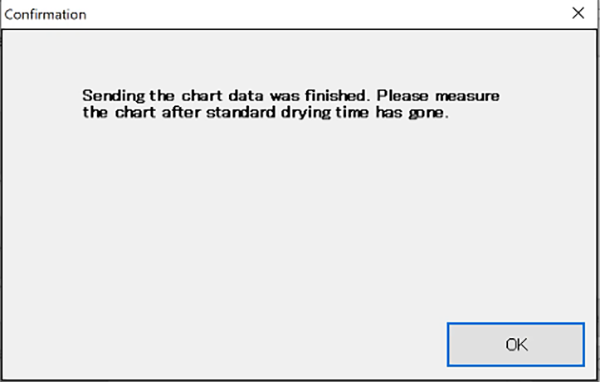 Confirmation
Sending the chart data was finished. Please measure
the chart after standard drying time has gone.
OK